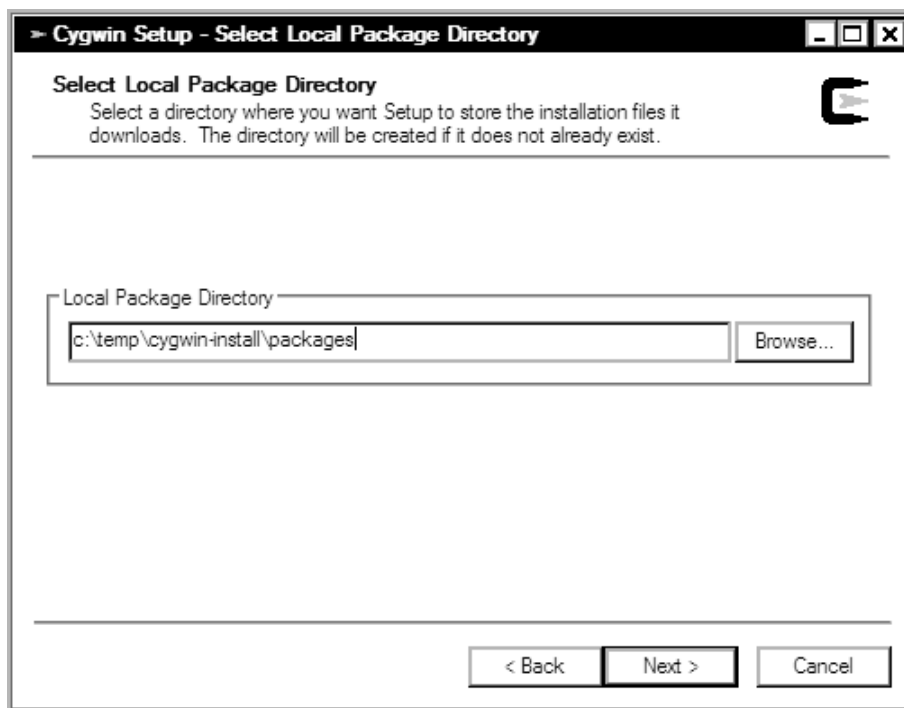 Cygwin Setup - Select Local Package Directory
Select Local Package Directory
Select a directory where you want Setup to store the installation files it
downloads. The directory will be created if it does not already exist.
Local Package Directory
c:\temp\cygwin-install\packages
Browse...
< Back
Next >
Cancel